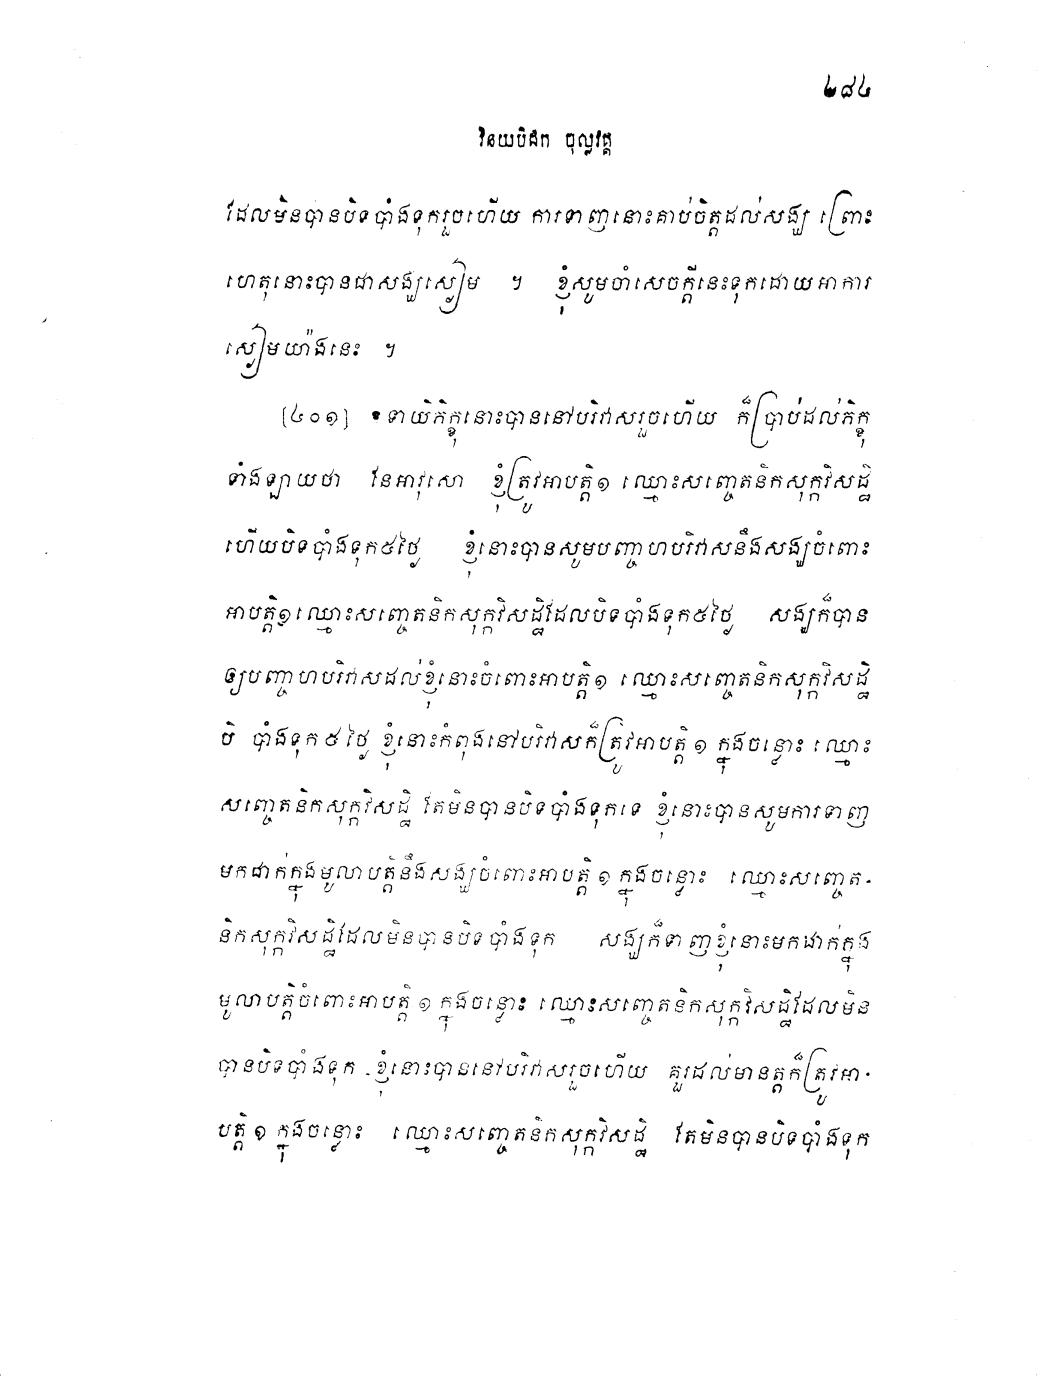 ២៨៤
វិនយបិដក ចុល្លវគ្គ
ដែលមិនបានបិទបាំងទុករួចហើយ ការទាញនោះគាប់ចិត្តដល់សង្ឃ ព្រោះ
ហេតុនោះបានជាសង្ឃស្ងៀម ។ ខ្ញុំសូមចាំសេចក្តីនេះទុកដោយអាការ
ស្ងៀមយ៉ាងនេះ ។
[៤០១] ទាយិភិក្ខុនោះបាននៅបរិវាសរួចហើយ ក៏ប្រាប់ដល់ភិក្ខុ
ទាំងឡាយថា នែអាវុសោ ខ្ញុំត្រូវអាបត្តិ១ ឈ្មោះសញ្ចេតនិកសុក្កវិសដ្ឋិ
ហើយបិទបាំងទុក៥ថ្ងៃ ខ្ញុំនោះបានសូមបញ្ចាហបរិវាសនឹងសង្ឃចំពោះ
អាបត្តិ១ឈ្មោះសញ្ចេតនិកសុក្កវិសដ្ឋិដែលបិទបាំងទុក៥ថ្ងៃ សង្ឃក៏បាន
ឲ្យបញ្ចាហបរិវាសដល់ខ្ញុំនោះចំពោះអាបត្តិ១ ឈ្មោះសញ្ចេតនិកសុក្កវិសដ្ឋិ
បិ បាំងទុក៥ថ្ងៃ ខ្ញុំនោះកំពុងនៅបរិវាសក៏ត្រូវអាបត្តិ១ ក្នុងចន្លោះ ឈ្មោះ
សញ្ចេតនិកសុក្កវិសដ្ឋិ តែមិនបានបិទបាំងទុកទេ ខ្ញុំនោះបានសូមការទាញ
មកដាក់ក្នុងមូលាបត្តិនឹងសង្ឃចំពោះអាបត្តិ១ ក្នុងចន្លោះ ឈ្មោះសញ្ចេត-
និកសុក្កវិសដ្ឋិដែលមិនបានបិទបាំងទុក សង្ឃក៏ទាញខ្ញុំនោះមកដាក់ក្នុង
មូលាបត្តិចំពោះអាបត្តិ១ ក្នុងចន្លោះ ឈ្មោះសញ្ចេតនិកសុក្កវិសដ្ឋិដែលមិន
បានបិទបាំងទុក ខ្ញុំនោះបាននៅបរិវាសរួចហើយ គួរដល់មានត្តក៏ត្រូវអា-
បត្តិ១ ក្នុងចន្លោះ ឈ្មោះសញ្ចេតនិកសុក្កវិសដ្ឋិ តែមិនបានបិទបាំងទុក